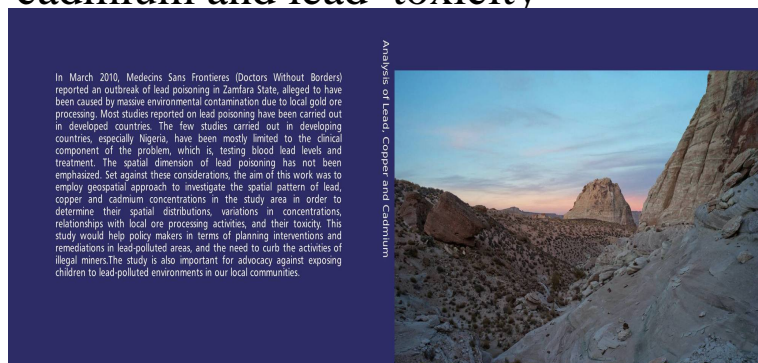 cadmium and lead toxicity
In March 2010, Medecins Sans Frontieres (Doctors Without Borders)
reported an outbreak of lead poisoning in Zamfara State, alleged to have
been caused by massive environmental contamination due to local gold ore
processing. Most studies reported on lead poisoning have been carried out
in developed countries. The few studies carried out in developing
countries, especially Nigeria, have been mostly limited to the clinical
component of the problem, which is, testing blood lead levels and
treatment. The spatial dimension of lead poisoning has not been
emphasized. Set against these considerations, the aim of this work was to
employ geospatial approach to investigate the spatial pattern of lead,
copper and cadmium concentrations in the study area in order to
determine their spatial distributions, variations in concentrations,
relationships with local ore processing activities, and their toxicity. This
study would help policy makers in terms of planning interventions and
remediations in lead-polluted areas, and the need to curb the activities of
illegal miners.The study is also important for advocacy against exposing
children to lead-polluted environments in our local communities.
Analysis of Lead, Copper and Cadmium